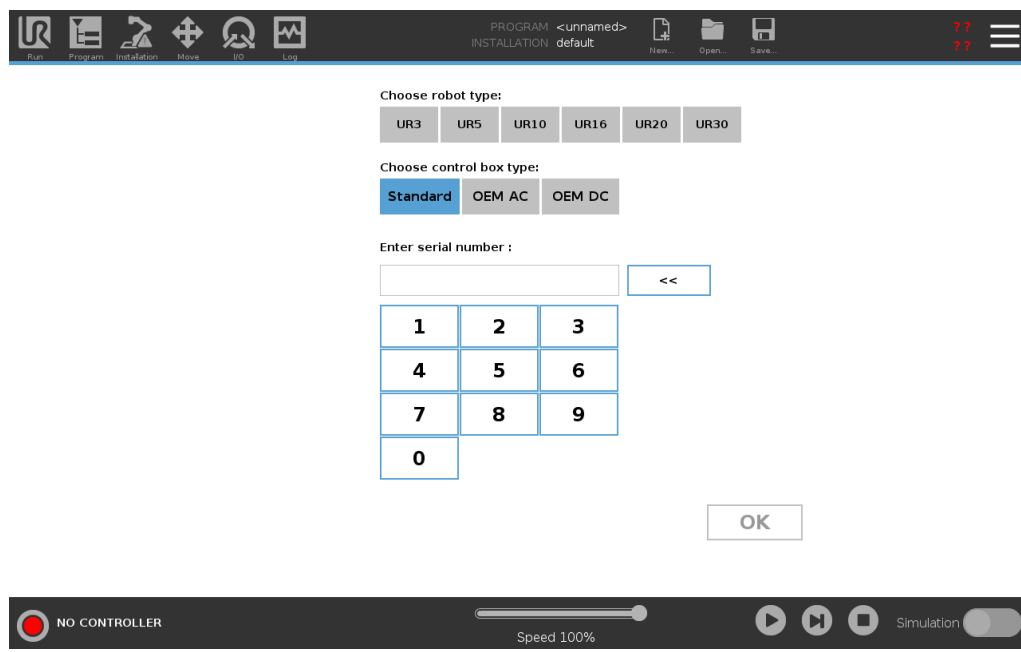 PROGRAM <unnamed>
INSTALLATION default
Run Program Installation Move I/O Log New... Open... Save...
? ?
? ?
Choose robot type:
UR3 UR5 UR10 UR16 UR20 UR30
Choose control box type:
Standard OEM AC OEM DC
Enter serial number :
<<
1 2 3
4 5 6
7 8 9
0
OK
NO CONTROLLER
Speed 100%
Simulation